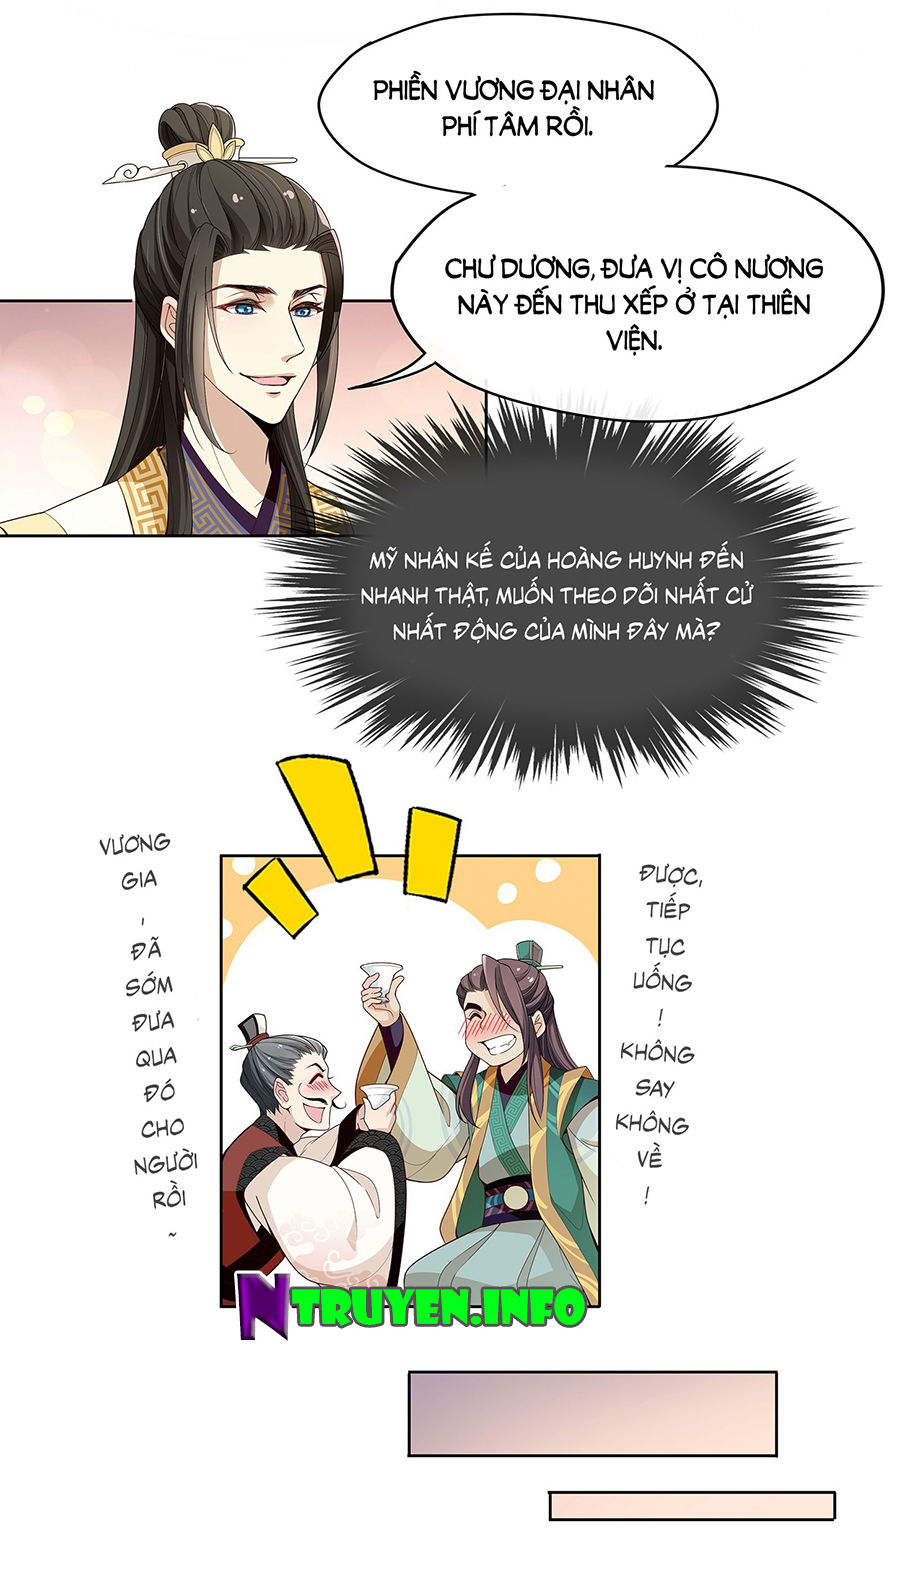 PHIỀN VƯƠNG ĐẠI NHÂN
PHÍ TÂM RỒI.
CHƯ DƯƠNG, ĐƯA VỊ CÔ NƯƠNG
NÀY ĐẾN THU XẾP Ở TẠI THIÊN
VIỆN.
MỸ NHÂN KẾ CỦA HOÀNG HUYNH ĐẾN
NHANH THẬT, MUỐN THEO DÕI NHẤT CỬ
NHẤT ĐỘNG CỦA MÌNH ĐÂY MÀ?
VƯƠNG
GIA
,
ĐÃ
SỚM
ĐƯA
QUA
ĐÓ
CHO
NGƯỜI
RỒI
~
ĐƯỢC,
TIẾP
TỤC
UỐNG
!
KHÔNG
SAY
KHÔNG
VỀ
!
NTRUYEN.INFO